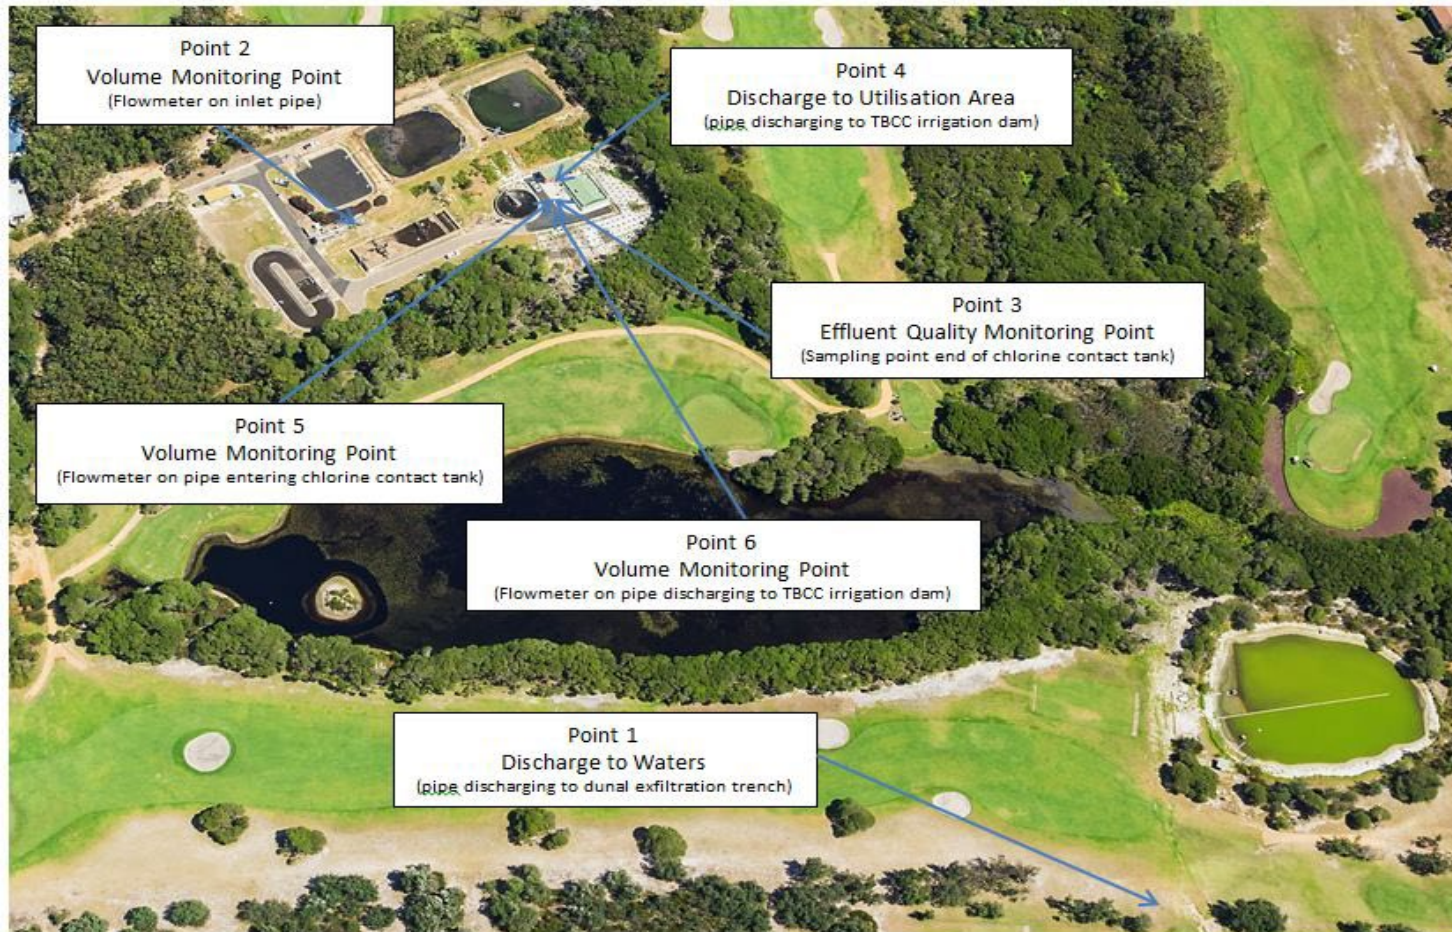 Point 2
Volume Monitoring Point
(Flowmeter on inlet pipe)
Point 4
Discharge to Utilisation Area
(pipe discharging to TBCC irrigation dam)
Point 3
Effluent Quality Monitoring Point
(Sampling point end of chlorine contact tank)
Point 5
Volume Monitoring Point
(Flowmeter on pipe entering chlorine contact tank)
Point 6
Volume Monitoring Point
(Flowmeter on pipe discharging to TBCC irrigation dam)
Point 1
Discharge to Waters
(pipe discharging to dunal exfiltration trench)